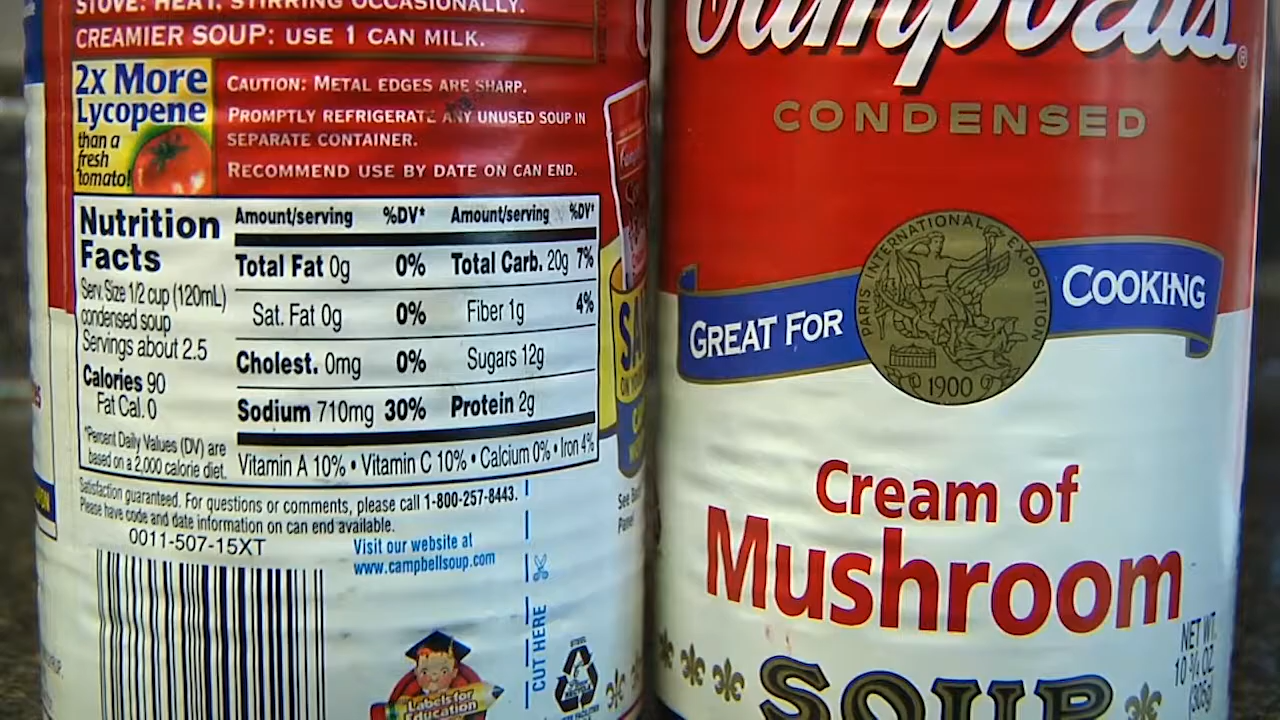 STOVE: HEAT, STIRRING OCCASIONALLY.
CREAMIER SOUP: USE 1 CAN MILK.
2X More
Lycopene
than a
fresh
tomato!
CAUTION: METAL EDGES ARE SHARP.
PROMPTLY REFRIGERATE ANY UNUSED SOUP IN
SEPARATE CONTAINER.
RECOMMEND USE BY DATE ON CAN END.
Nutrition
Facts
Serv. Size 1/2 cup (120mL)
condensed soup
Servings about 2.5
Calories 90
Fat Cal. 0
*Percent Daily Values (DV) are
based on a 2,000 calorie diet.
Amount/serving %DV* Amount/serving %DV*
Total Fat 0g 0% Total Carb. 20g 7%
Sat. Fat 0g 0% Fiber 1g 4%
Cholest. 0mg 0% Sugars 12g
Sodium 710mg 30% Protein 2g
Vitamin A 10% • Vitamin C 10% • Calcium 0% • Iron 4%
Satisfaction guaranteed. For questions or comments, please call 1-800-257-8443.
Please have code and date information on can end available.
0011-507-15XT
Visit our website at
www.campbellsoup.com
CUT HERE
Labels for
Education
STEEL
See
Panel
Campbell's®
CONDENSED
GREAT FOR COOKING
PARIS INTERNATIONAL EXPOSITION
1900
Cream of
Mushroom
SOUP
NET WT.
10 3/4 OZ
(305g)